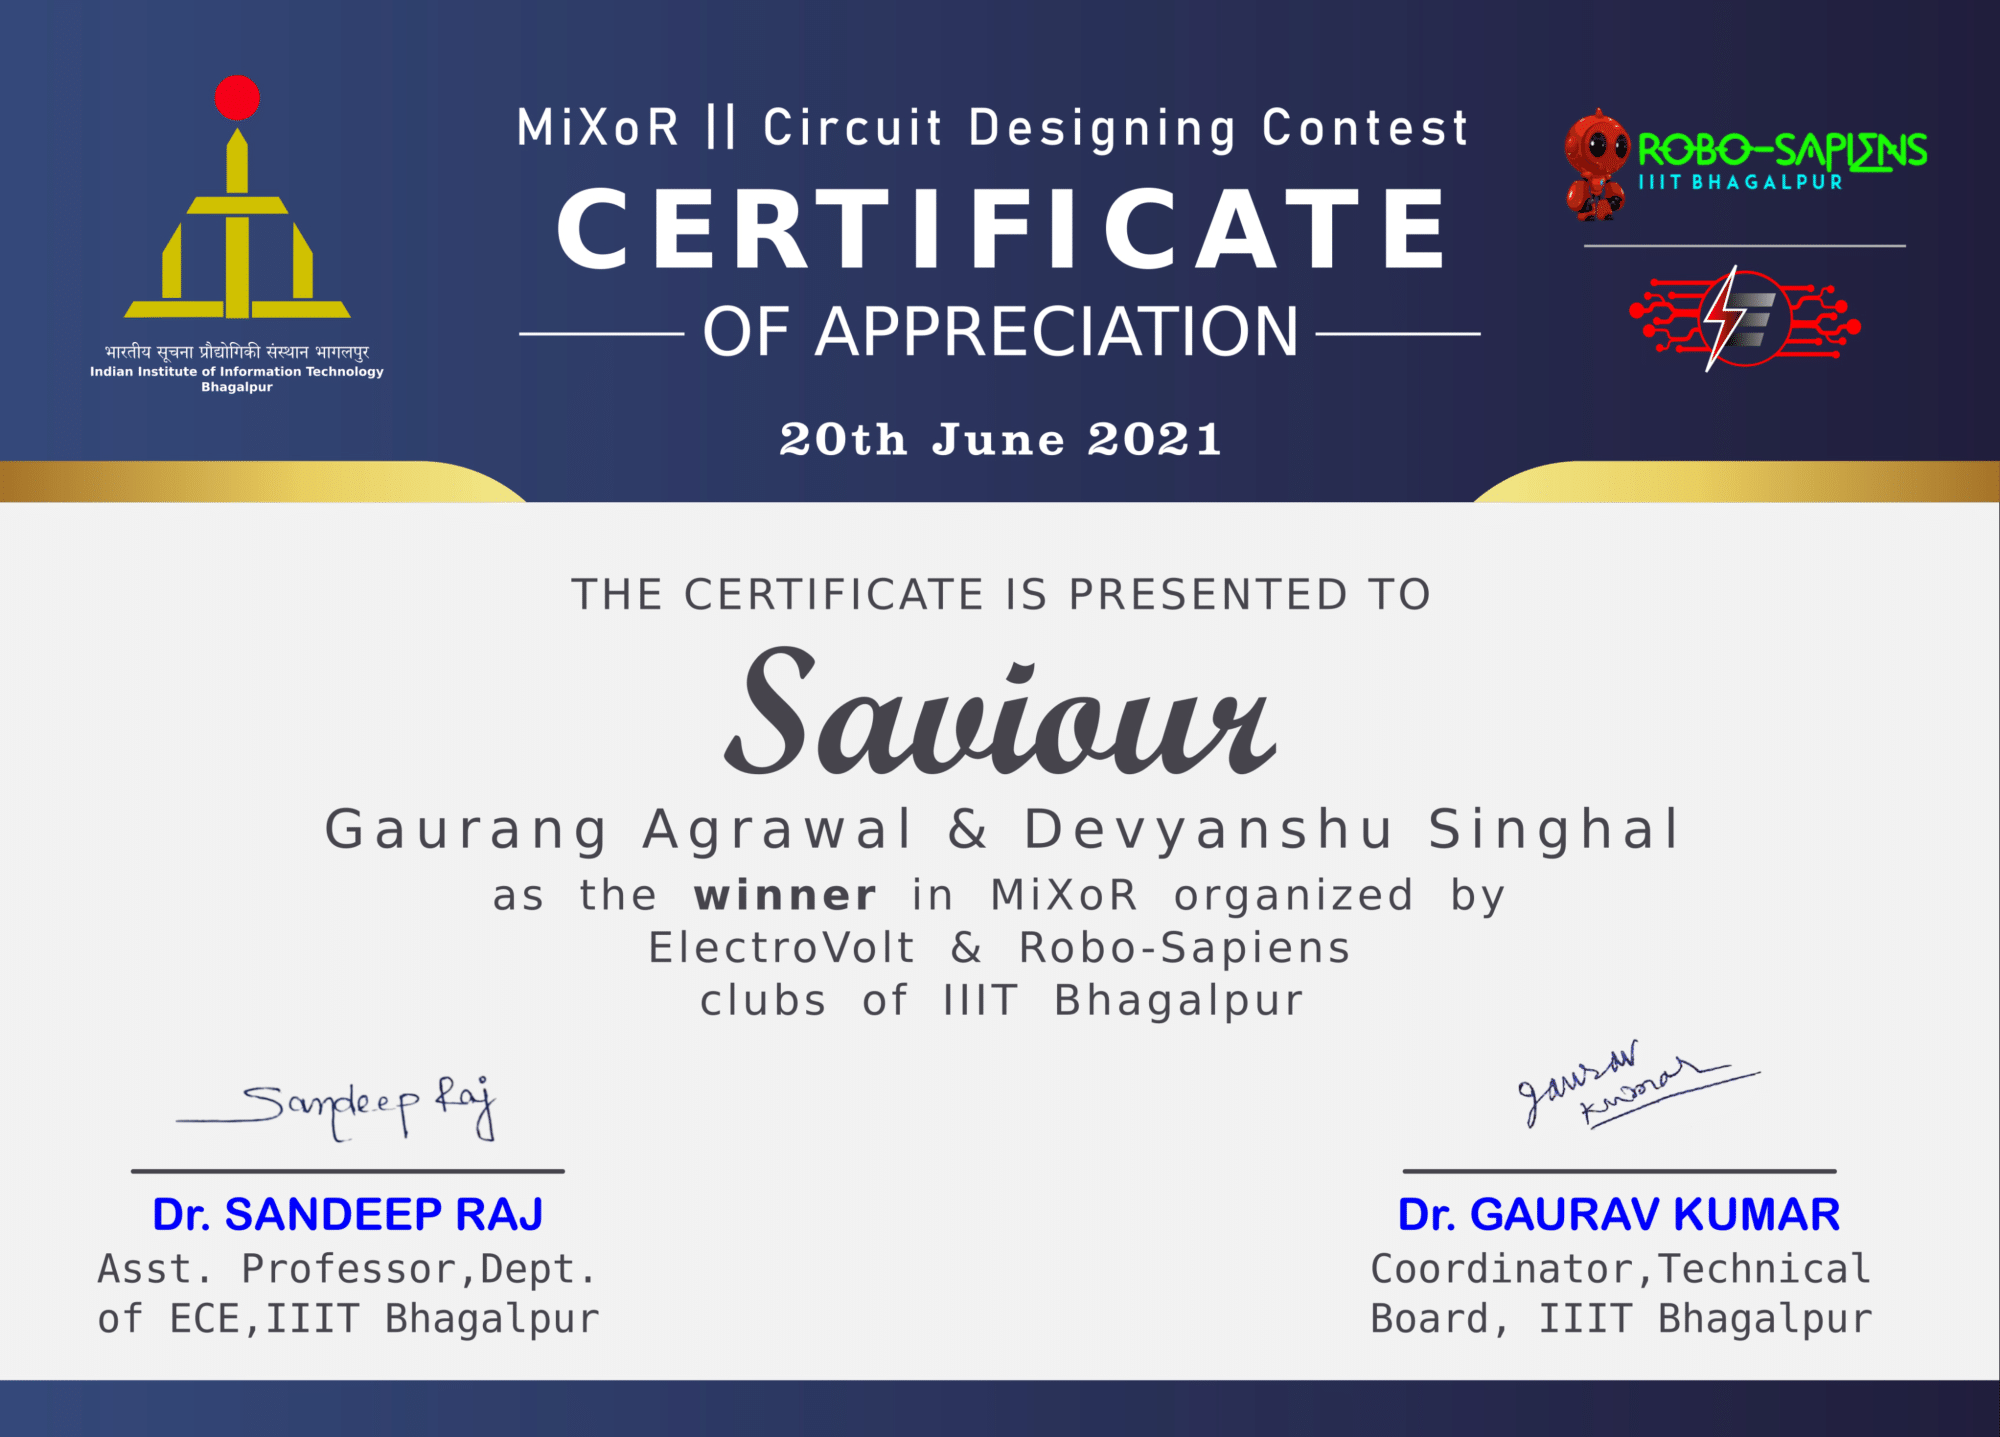 MiXoR || Circuit Designing Contest
CERTIFICATE
OF APPRECIATION
20th June 2021
भारतीय सूचना प्रौद्योगिकी संस्थान भागलपुर
Indian Institute of Information Technology
Bhagalpur
ROBO-SAPIENS
IIIT BHAGALPUR
E
THE CERTIFICATE IS PRESENTED TO
Saviour
Gaurang Agrawal & Devyanshu Singhal
as the winner in MiXoR organized by
ElectroVolt & Robo-Sapiens
clubs of IIIT Bhagalpur
Sandeep Raj
Dr. SANDEEP RAJ
Asst. Professor,Dept.
of ECE,IIIT Bhagalpur
gaurav
kumar
Dr. GAURAV KUMAR
Coordinator,Technical
Board, IIIT Bhagalpur